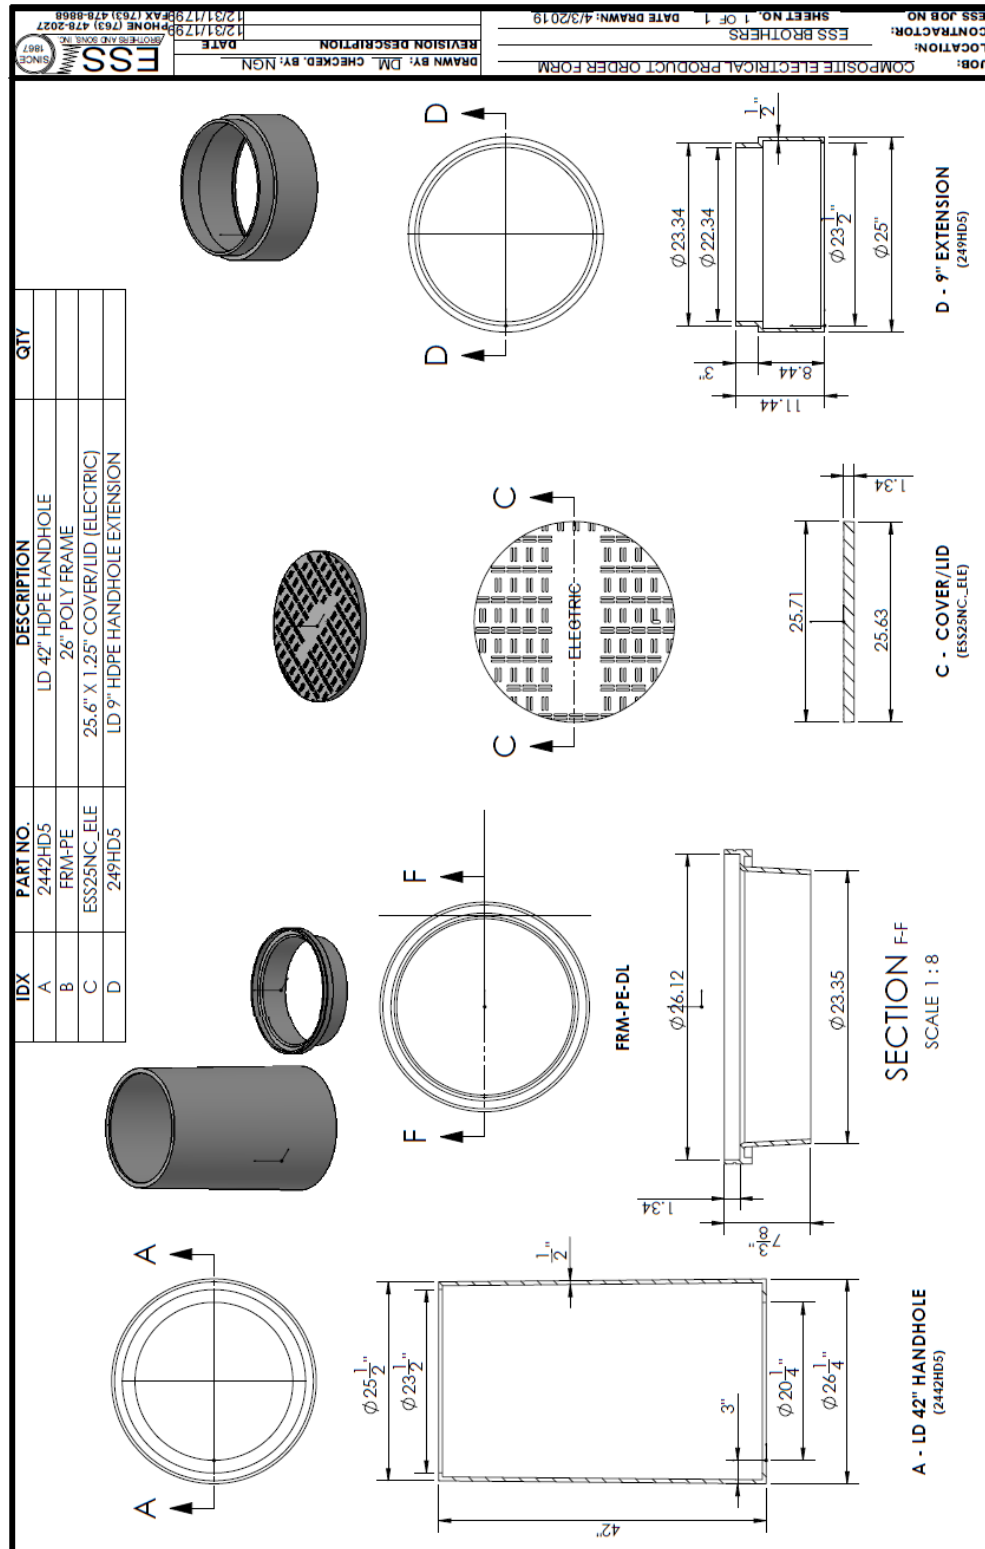 JOB: COMPOSITE ELECTRICAL PRODUCT ORDER FORM
LOCATION:
CONTRACTOR: ESS BROTHERS
ESS JOB NO
SHEET NO. 1 OF 1
DATE DRAWN: 4/3/2019
DRAWN BY: DM
CHECKED. BY: NGN
REVISION DESCRIPTION
DATE
12/31/1799
12/31/1799
SINCE 1867
ESS
BROTHERS AND SONS, INC.
PHONE (763) 478-2027
FAX (763) 478-8868
IDX PART NO. DESCRIPTION QTY
A 2442HD5 LD 42" HDPE HANDHOLE
B FRM-PE 26" POLY FRAME
C ESS25NC_ELE 25.6" X 1.25" COVER/LID (ELECTRIC)
D 249HD5 LD 9" HDPE HANDHOLE EXTENSION
A
A
Ø25 1/2"
Ø23 1/2"
1/2"
42"
3"
Ø20 1/4"
Ø26 1/4"
A - LD 42" HANDHOLE
(2442HD5)
F
F
FRM-PE-DL
Ø26.12
1.34
7 3/8"
Ø23.35
SECTION F-F
SCALE 1 : 8
C
C
ELECTRIC
25.71
1.34
25.63
C - COVER/LID
(ESS25NC_ELE)
D
D
1/2"
Ø23.34
Ø22.34
3"
8.44
11.44
Ø23 1/2"
Ø25"
D - 9" EXTENSION
(249HD5)